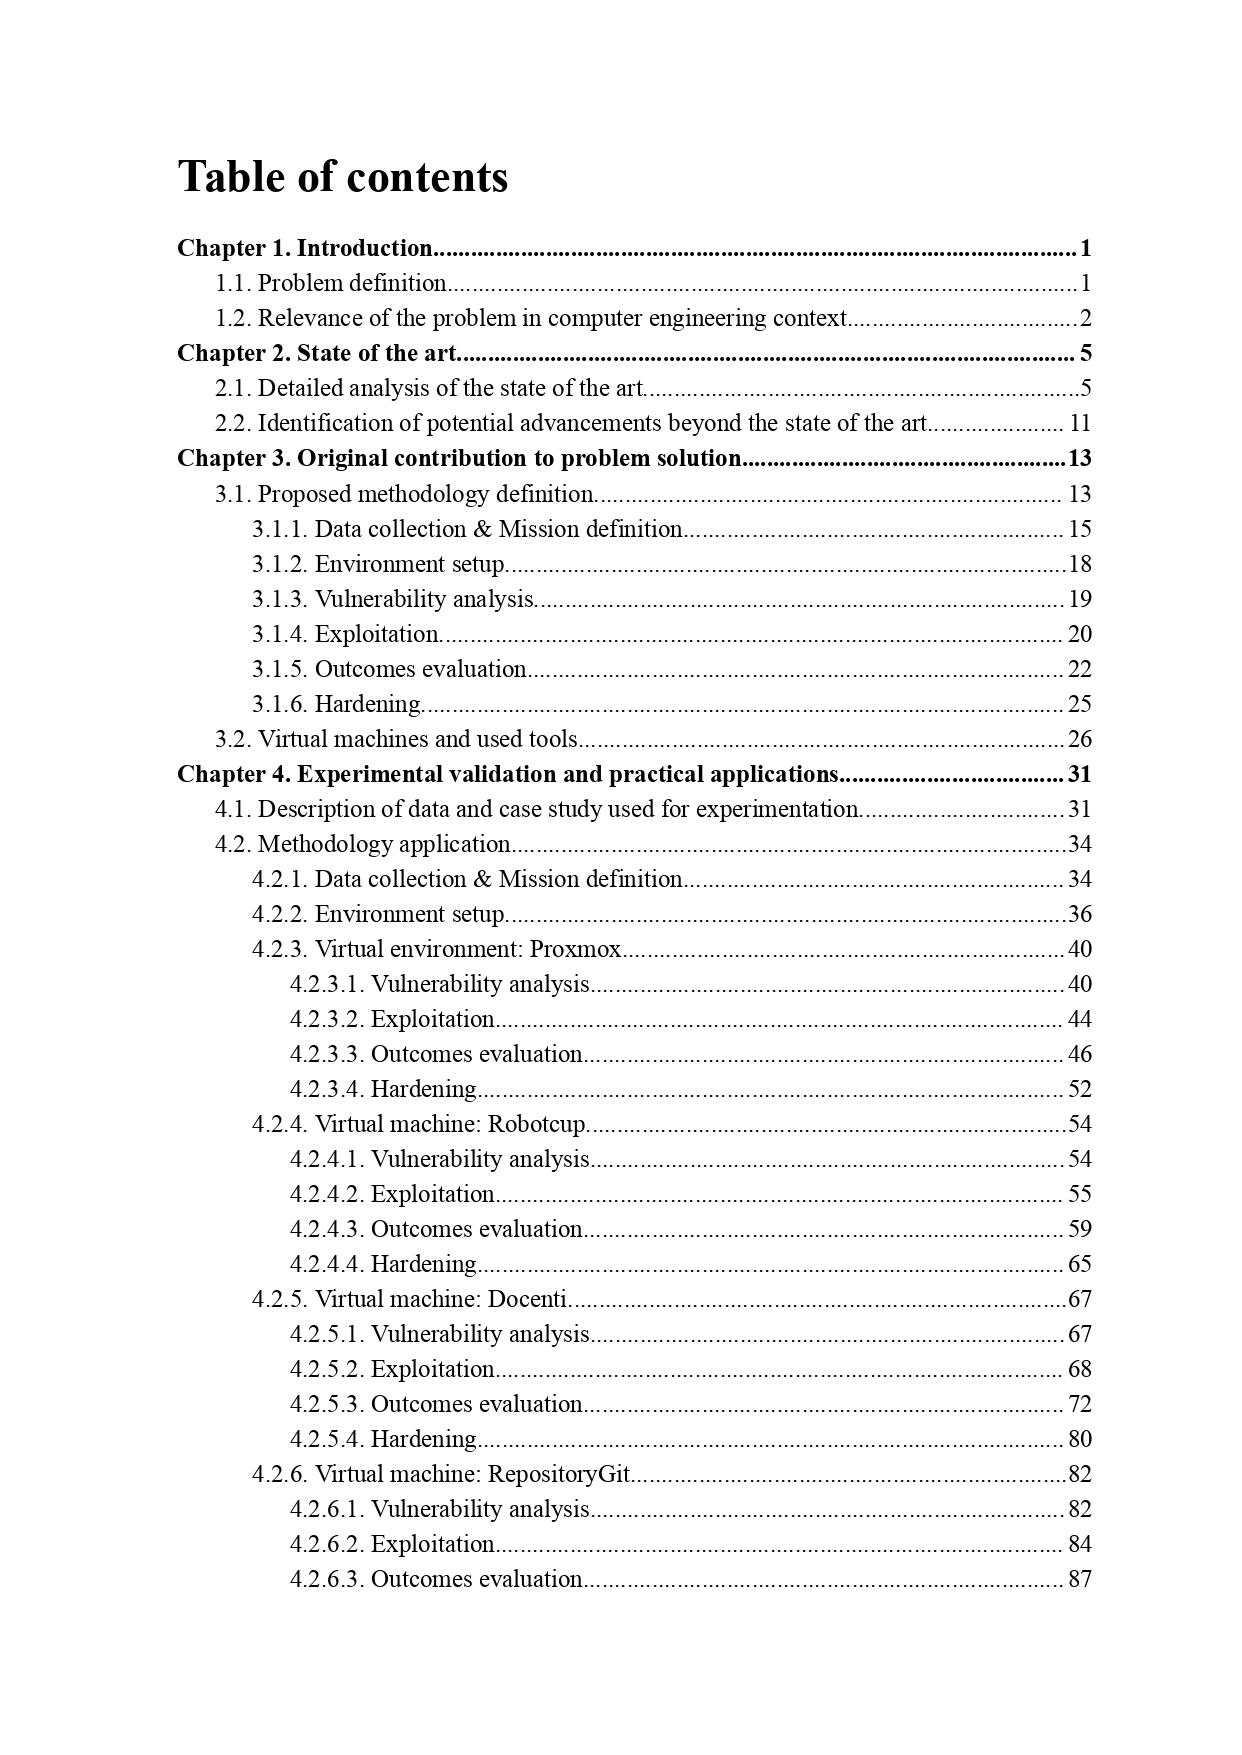 Table of contents
Chapter 1. Introduction..........1
1.1. Problem definition..........1
1.2. Relevance of the problem in computer engineering context..........2
Chapter 2. State of the art..........5
2.1. Detailed analysis of the state of the art..........5
2.2. Identification of potential advancements beyond the state of the art..........11
Chapter 3. Original contribution to problem solution..........13
3.1. Proposed methodology definition..........13
3.1.1. Data collection & Mission definition..........15
3.1.2. Environment setup..........18
3.1.3. Vulnerability analysis..........19
3.1.4. Exploitation..........20
3.1.5. Outcomes evaluation..........22
3.1.6. Hardening..........25
3.2. Virtual machines and used tools..........26
Chapter 4. Experimental validation and practical applications..........31
4.1. Description of data and case study used for experimentation..........31
4.2. Methodology application..........34
4.2.1. Data collection & Mission definition..........34
4.2.2. Environment setup..........36
4.2.3. Virtual environment: Proxmox..........40
4.2.3.1. Vulnerability analysis..........40
4.2.3.2. Exploitation..........44
4.2.3.3. Outcomes evaluation..........46
4.2.3.4. Hardening..........52
4.2.4. Virtual machine: Robotcup..........54
4.2.4.1. Vulnerability analysis..........54
4.2.4.2. Exploitation..........55
4.2.4.3. Outcomes evaluation..........59
4.2.4.4. Hardening..........65
4.2.5. Virtual machine: Docenti..........67
4.2.5.1. Vulnerability analysis..........67
4.2.5.2. Exploitation..........68
4.2.5.3. Outcomes evaluation..........72
4.2.5.4. Hardening..........80
4.2.6. Virtual machine: RepositoryGit..........82
4.2.6.1. Vulnerability analysis..........82
4.2.6.2. Exploitation..........84
4.2.6.3. Outcomes evaluation..........87